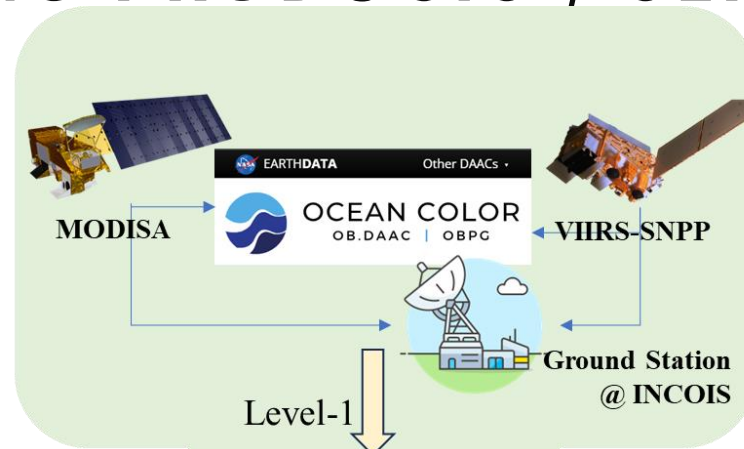 EARTHDATA Other DAACs
MODISA
OCEAN COLOR
OB.DAAC | OBPG
VIIRS-SNPP
Ground Station
@ INCOIS
Level-1